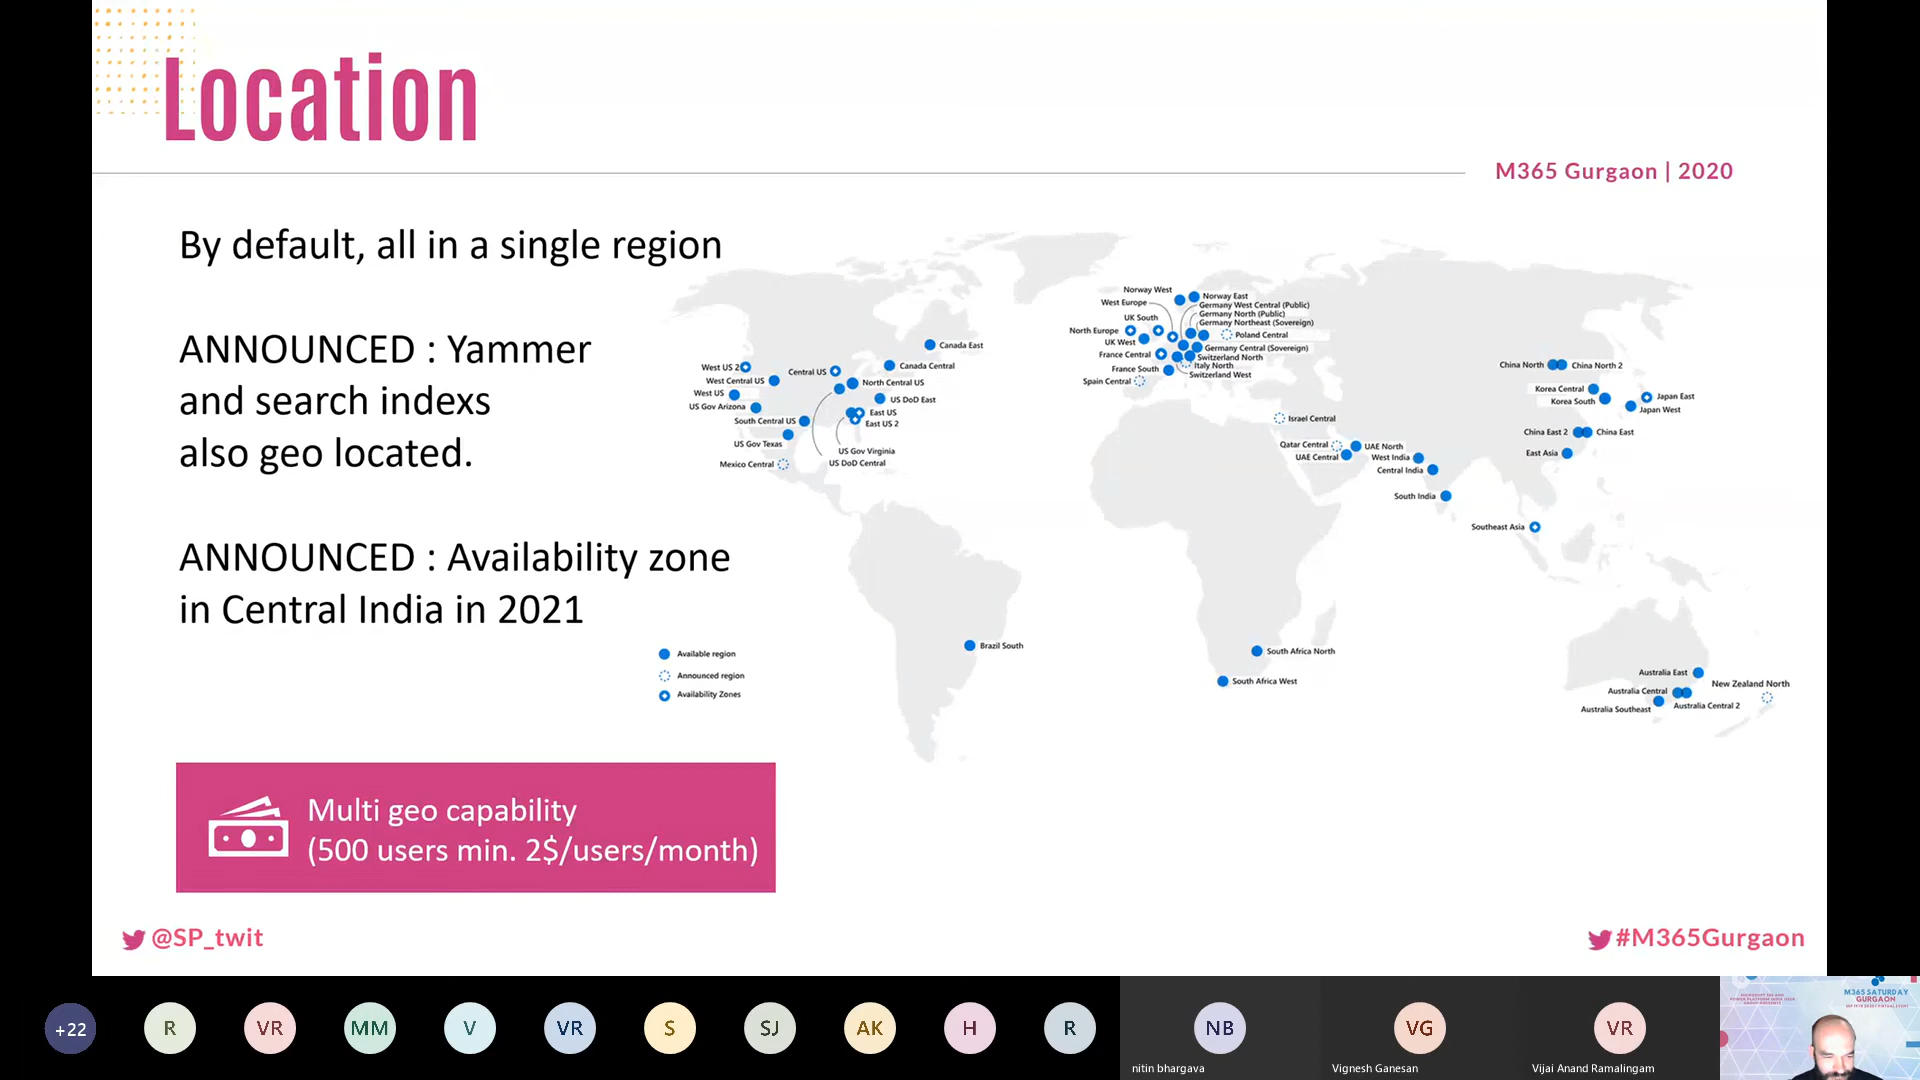 Location
M365 Gurgaon | 2020
By default, all in a single region
ANNOUNCED : Yammer
and search indexs
also geo located.
ANNOUNCED : Availability zone
in Central India in 2021
Available region
Announced region
Availability Zones
Multi geo capability
(500 users min. 2$/users/month)
West US 2
West Central US
West US
US Gov Arizona
South Central US
US Gov Texas
Mexico Central
Central US
Canada East
Canada Central
North Central US
US DoD East
East US
East US 2
US Gov Virginia
US DoD Central
Brazil South
Norway West
Norway East
West Europe
Germany West Central (Public)
Germany North (Public)
Germany Northeast (Sovereign)
UK South
North Europe
Poland Central
UK West
Germany Central (Sovereign)
France Central
Switzerland North
Italy North
France South
Switzerland West
Spain Central
Israel Central
Qatar Central
UAE North
UAE Central
West India
Central India
South India
Southeast Asia
China North
China North 2
Korea Central
Korea South
Japan East
Japan West
China East 2
China East
East Asia
South Africa North
South Africa West
Australia East
Australia Central
New Zealand North
Australia Southeast
Australia Central 2
@SP_twit
#M365Gurgaon
+22
R
VR
MM
V
VR
S
SJ
AK
H
R
NB
nitin bhargava
VG
Vignesh Ganesan
VR
Vijai Anand Ramalingam
M365 SATURDAY
GURGAON